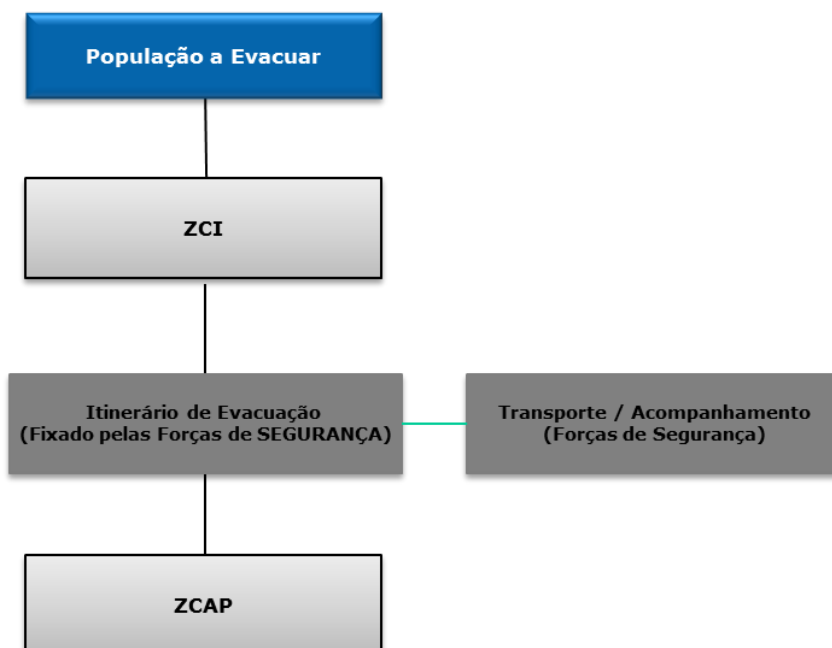 População a Evacuar
ZCI
Itinerário de Evacuação
(Fixado pelas Forças de SEGURANÇA)
Transporte / Acompanhamento
(Forças de Segurança)
ZCAP